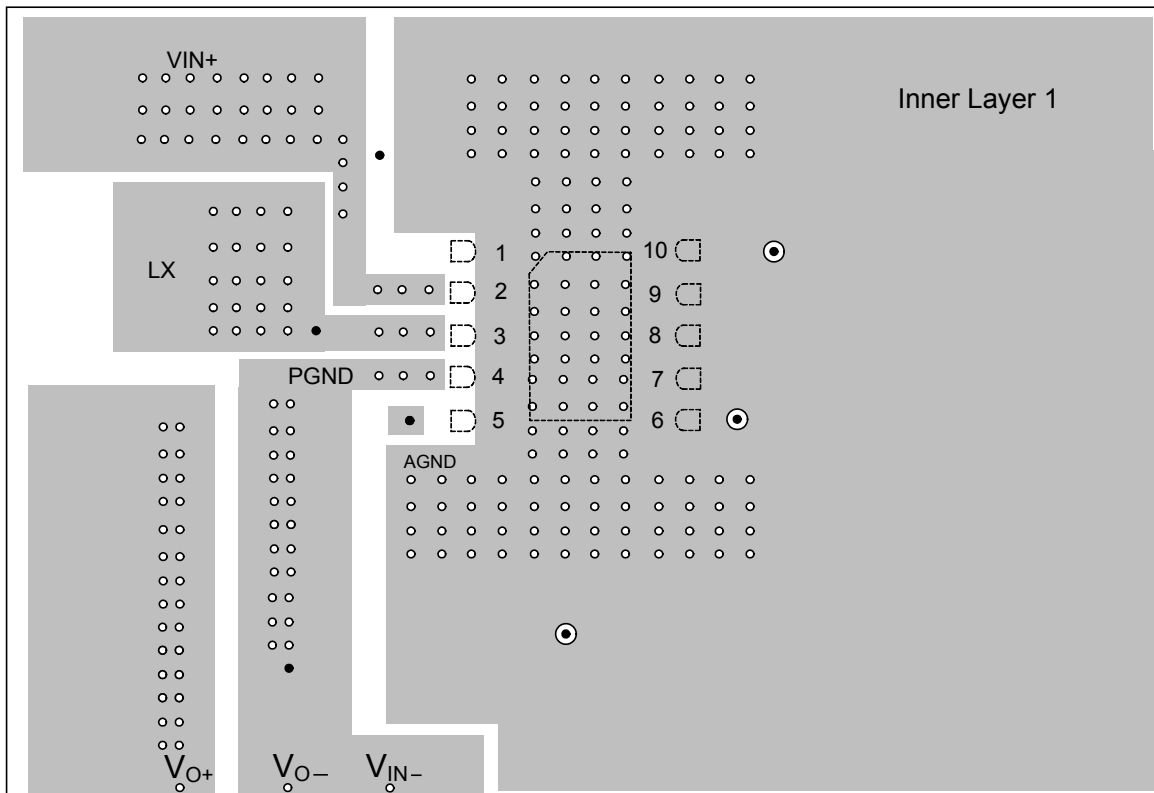 VIN+
Inner Layer 1
LX
1 10
2 9
3 8
PGND 4 7
5 6
AGND
VO+ VO− VIN−